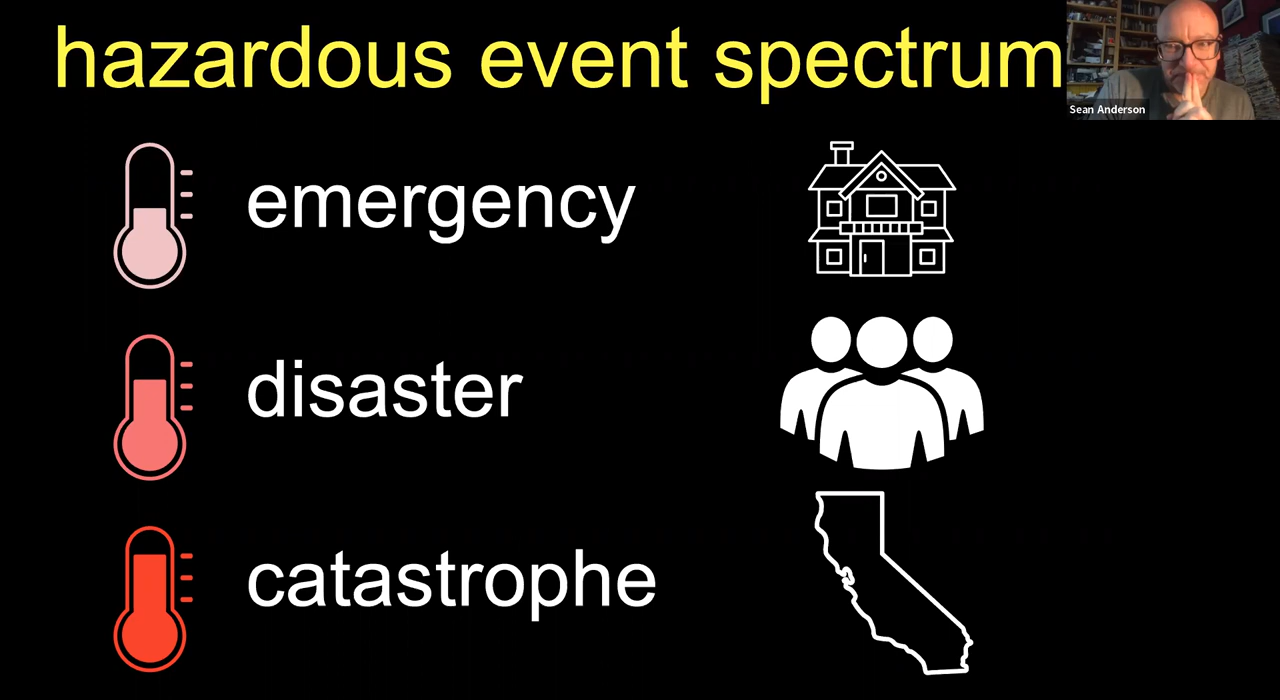 hazardous event spectrum
Sean Anderson
emergency
disaster
catastrophe